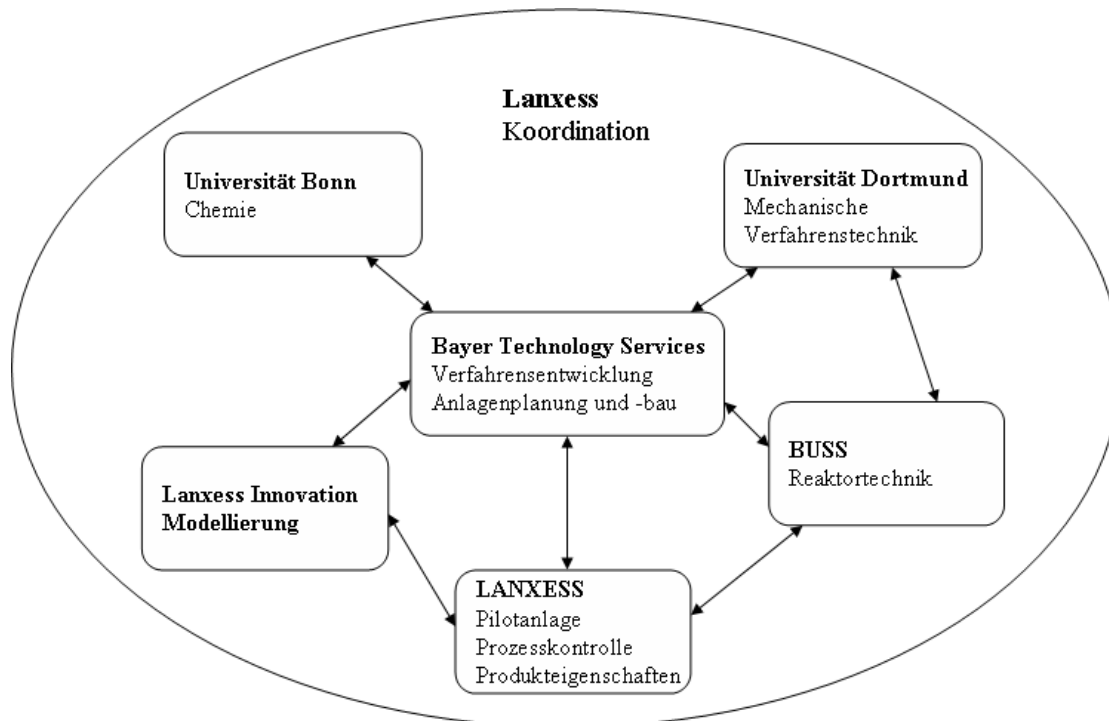 Lanxess
Koordination
Universität Bonn
Chemie
Universität Dortmund
Mechanische
Verfahrenstechnik
Bayer Technology Services
Verfahrensentwicklung
Anlagenplanung und -bau
BUSS
Reaktortechnik
Lanxess Innovation
Modellierung
LANXESS
Pilotanlage
Prozesskontrolle
Produkteigenschaften